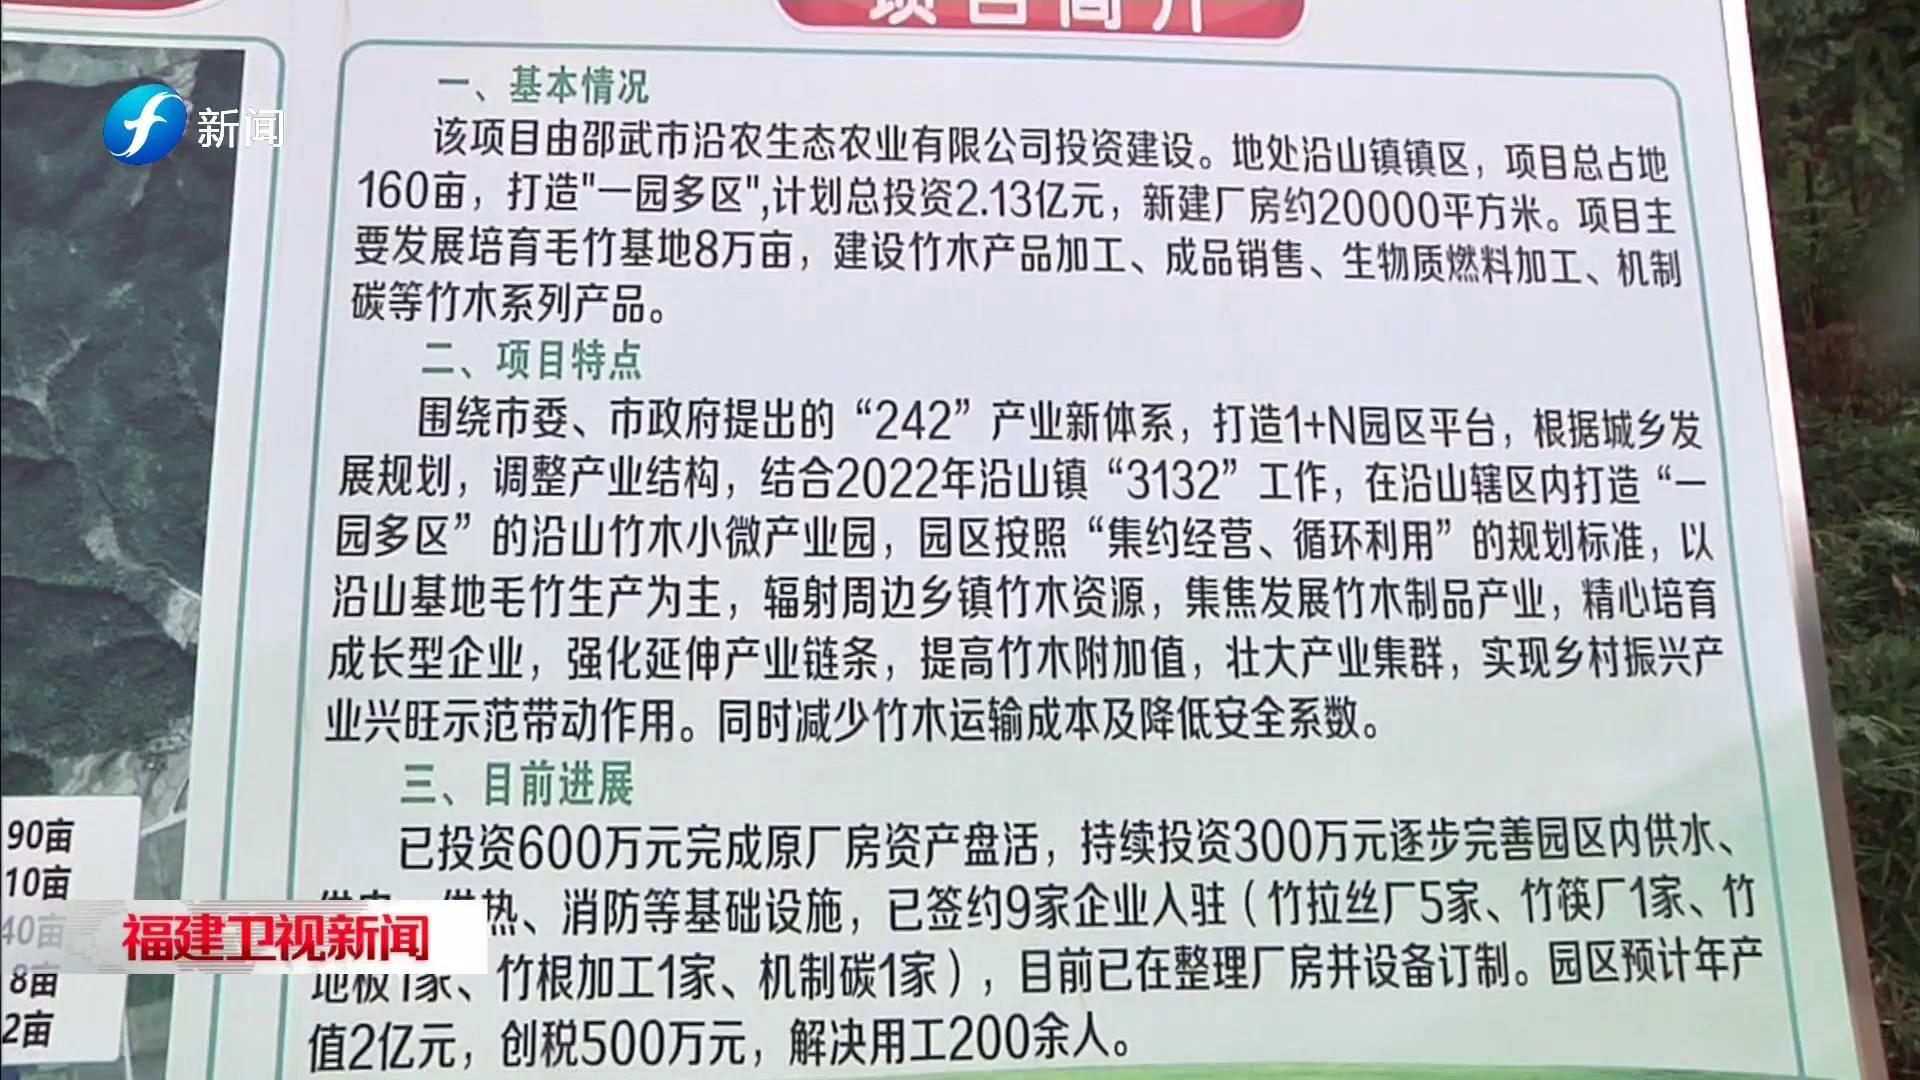 项目简介
新闻
一、基本情况
该项目由邵武市沿农生态农业有限公司投资建设。地处沿山镇镇区，项目总占地
160亩，打造"一园多区",计划总投资2.13亿元，新建厂房约20000平方米。项目主
要发展培育毛竹基地8万亩，建设竹木产品加工、成品销售、生物质燃料加工、机制
碳等竹木系列产品。
二、项目特点
围绕市委、市政府提出的“242”产业新体系，打造1+N园区平台，根据城乡发
展规划，调整产业结构，结合2022年沿山镇“3132”工作，在沿山辖区内打造“一
园多区”的沿山竹木小微产业园，园区按照“集约经营、循环利用”的规划标准，以
沿山基地毛竹生产为主，辐射周边乡镇竹木资源，集焦发展竹木制品产业，精心培育
成长型企业，强化延伸产业链条，提高竹木附加值，壮大产业集群，实现乡村振兴产
业兴旺示范带动作用。同时减少竹木运输成本及降低安全系数。
三、目前进展
已投资600万元完成原厂房资产盘活，持续投资300万元逐步完善园区内供水、
供电、供热、消防等基础设施，已签约9家企业入驻（竹拉丝厂5家、竹筷厂1家、竹
地板1家、竹根加工1家、机制碳1家），目前已在整理厂房并设备订制。园区预计年产
值2亿元，创税500万元，解决用工200余人。
90亩
10亩
40亩
8亩
2亩
福建卫视新闻